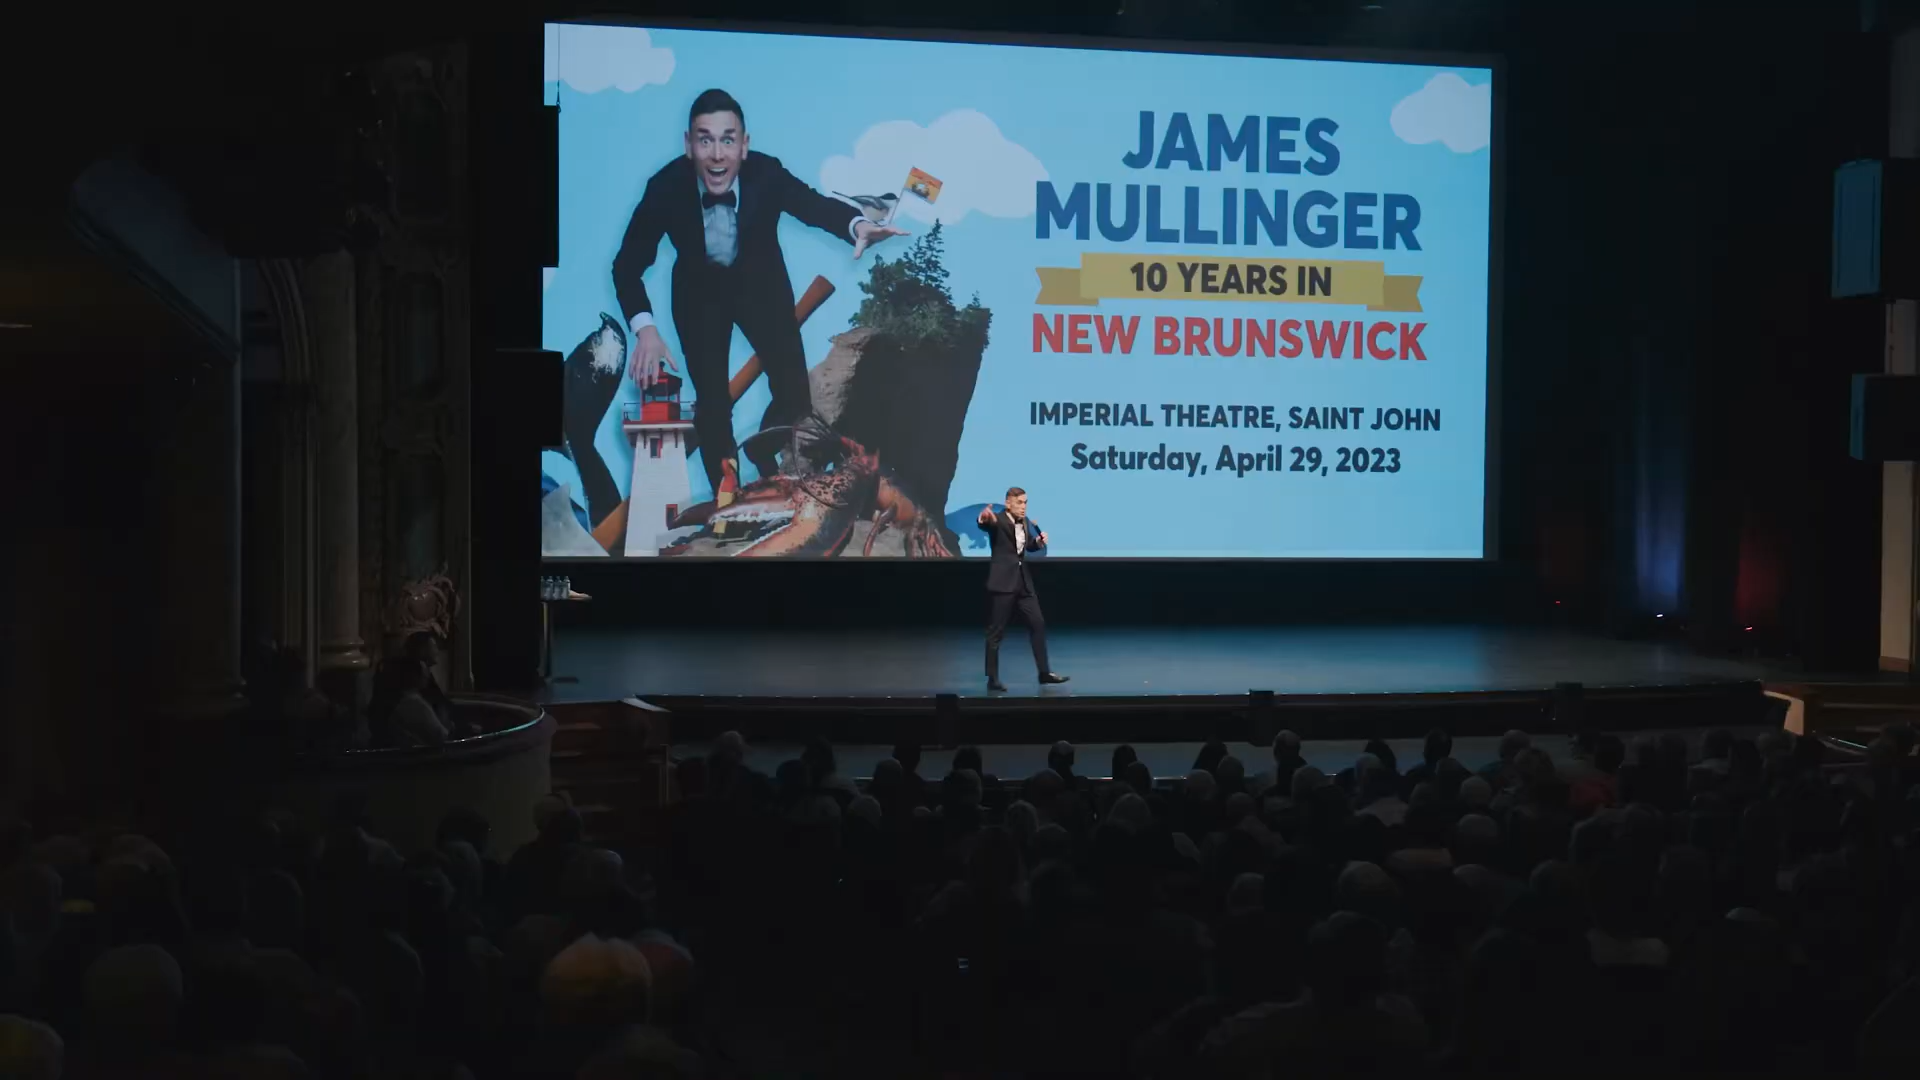 JAMES
MULLINGER
10 YEARS IN
NEW BRUNSWICK
IMPERIAL THEATRE, SAINT JOHN
Saturday, April 29, 2023